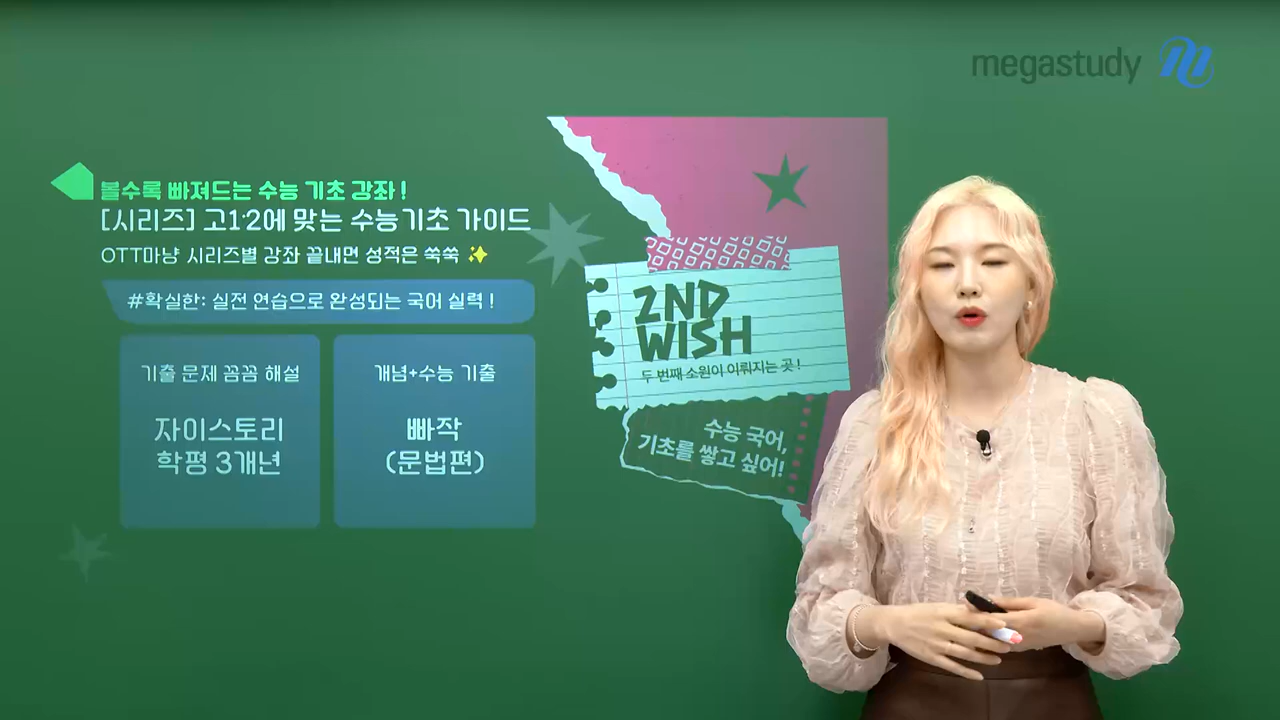 megastudy
볼수록 빠져드는 수능 기초 강좌 !
[시리즈] 고1·2에 맞는 수능기초 가이드
OTT마냥 시리즈별 강좌 끝내면 성적은 쑥쑥 ✨
#확실한: 실전 연습으로 완성되는 국어 실력 !
기출 문제 꼼꼼 해설
자이스토리
학평 3개년
개념+수능 기출
빠작
(문법편)
2ND
WISH
두 번째 소원이 이뤄지는 곳 !
수능 국어,
기초를 쌓고 싶어!